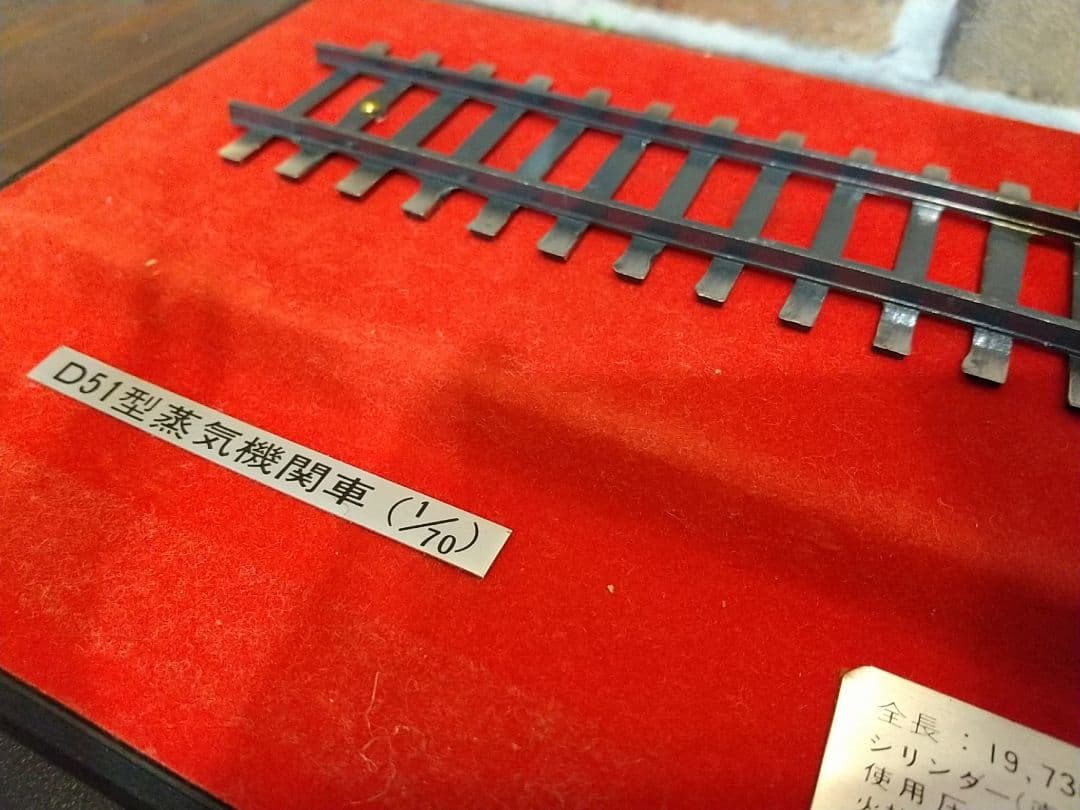 D51型蒸気機関車 (1/70)
全長：19,73
シリンダー(
使用圧